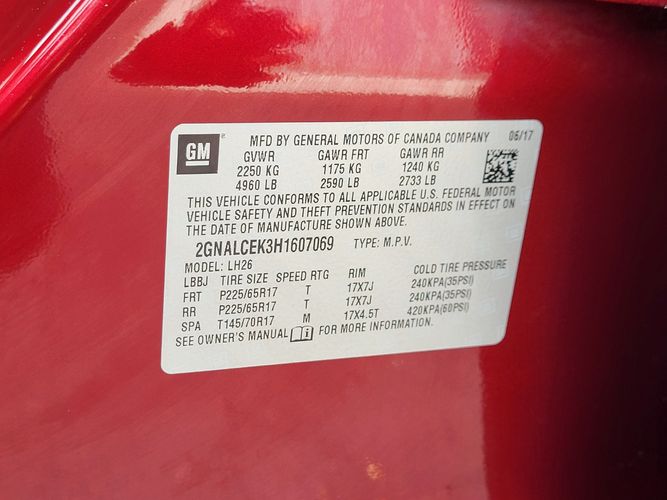 GM ® MFD BY GENERAL MOTORS OF CANADA COMPANY 06/17
GVWR GAWR FRT GAWR RR
2250 KG 1175 KG 1240 KG
4960 LB 2590 LB 2733 LB
THIS VEHICLE CONFORMS TO ALL APPLICABLE U.S. FEDERAL MOTOR
VEHICLE SAFETY AND THEFT PREVENTION STANDARDS IN EFFECT ON
THE DATE OF MANUFACTURE SHOWN ABOVE.
2GNALCEK3H1607069 TYPE: M.P.V.
MODEL: LH26
LBBJ TIRE SIZE SPEED RTG RIM COLD TIRE PRESSURE
FRT P225/65R17 T 17X7J 240KPA(35PSI)
RR P225/65R17 T 17X7J 240KPA(35PSI)
SPA T145/70R17 M 17X4.5T 420KPA(60PSI)
SEE OWNER'S MANUAL i FOR MORE INFORMATION.